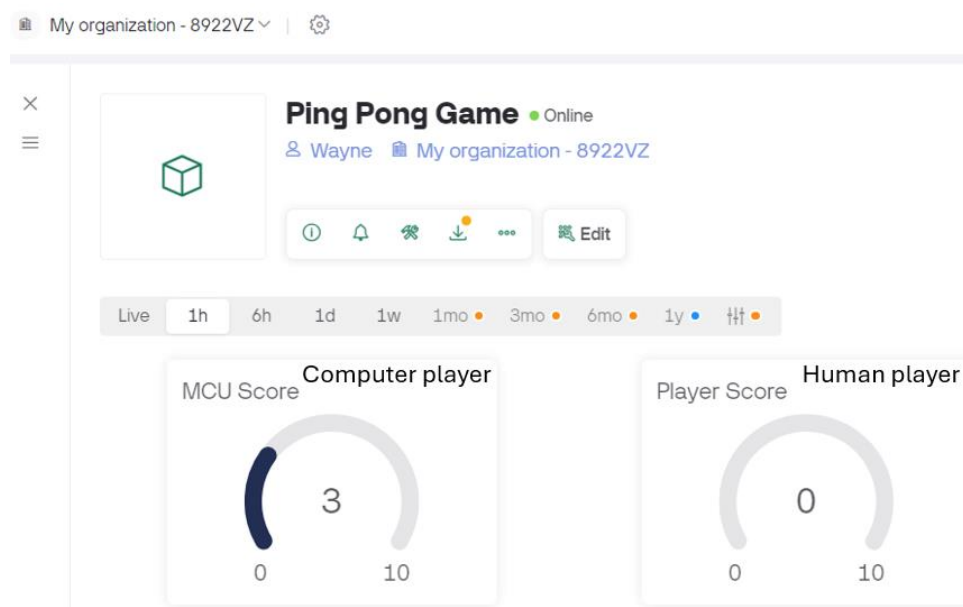 My organization - 8922VZ
Ping Pong Game Online
Wayne My organization - 8922VZ
Edit
Live 1h 6h 1d 1w 1mo 3mo 6mo 1y
MCU Score Computer player
3
0 10
Player Score Human player
0
0 10